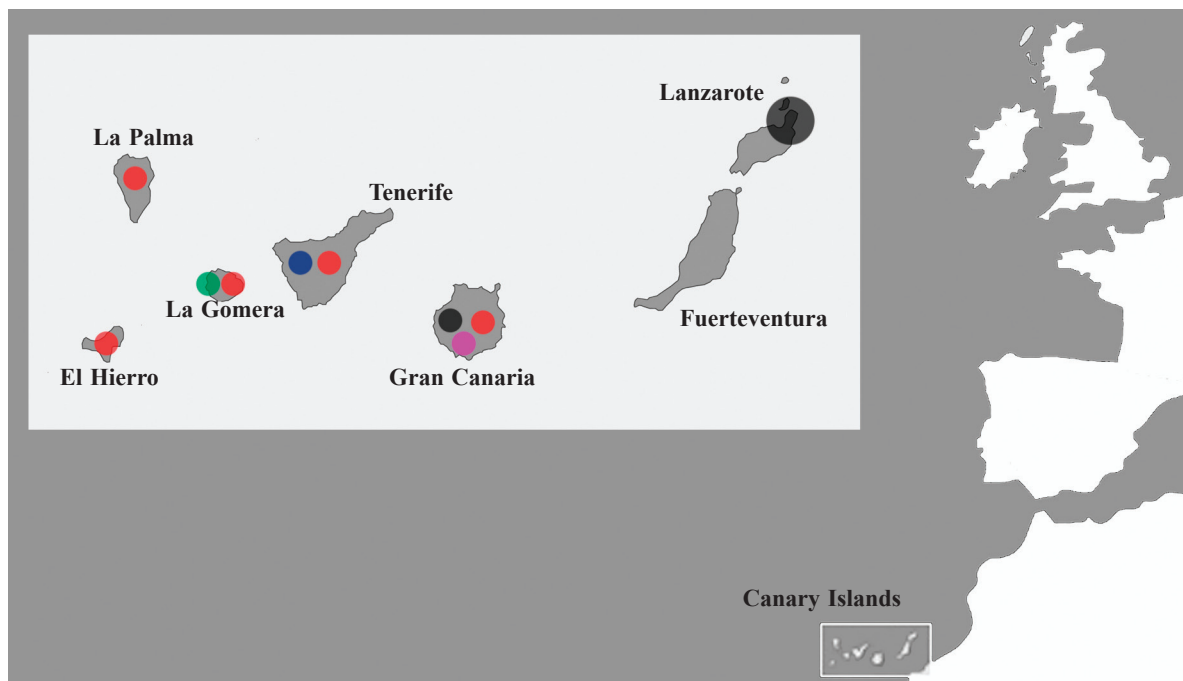 Lanzarote
La Palma
Tenerife
La Gomera
Fuerteventura
El Hierro
Gran Canaria
Canary Islands